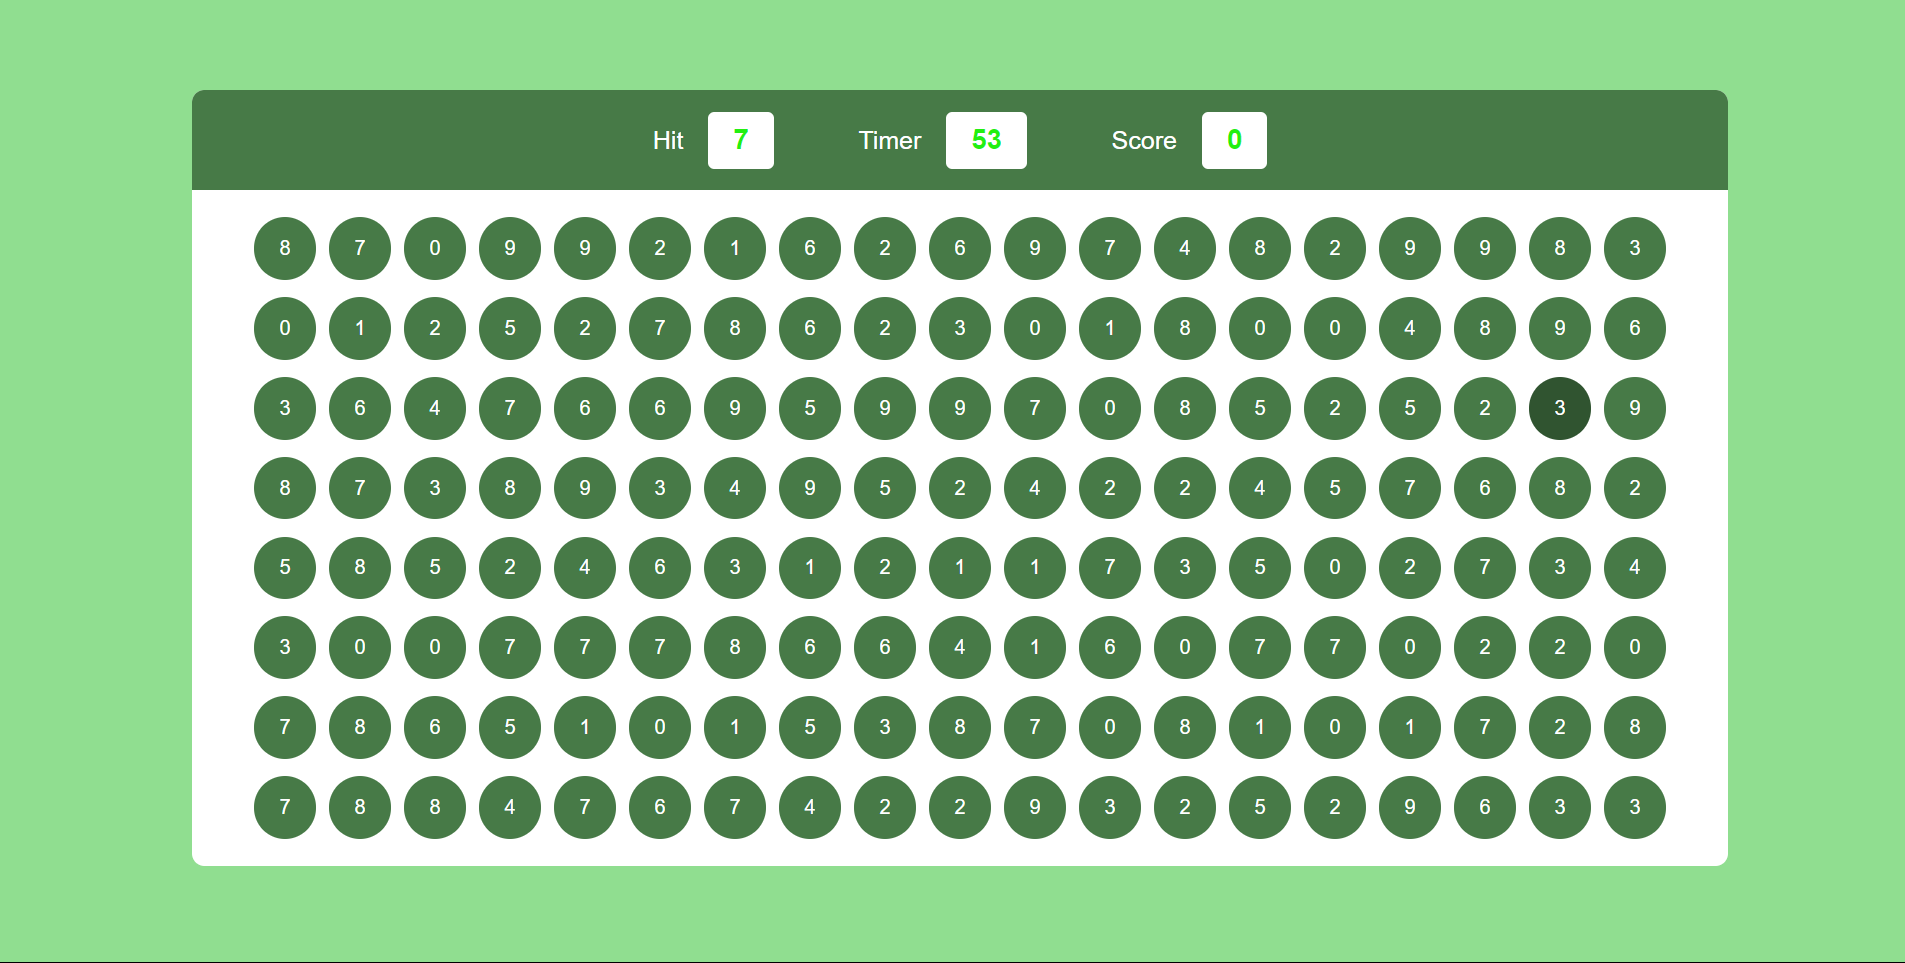 Hit 7 Timer 53 Score 0
8 7 0 9 9 2 1 6 2 6 9 7 4 8 2 9 9 8 3
0 1 2 5 2 7 8 6 2 3 0 1 8 0 0 4 8 9 6
3 6 4 7 6 6 9 5 9 9 7 0 8 5 2 5 2 3 9
8 7 3 8 9 3 4 9 5 2 4 2 2 4 5 7 6 8 2
5 8 5 2 4 6 3 1 2 1 1 7 3 5 0 2 7 3 4
3 0 0 7 7 7 8 6 6 4 1 6 0 7 7 0 2 2 0
7 8 6 5 1 0 1 5 3 8 7 0 8 1 0 1 7 2 8
7 8 8 4 7 6 7 4 2 2 9 3 2 5 2 9 6 3 3